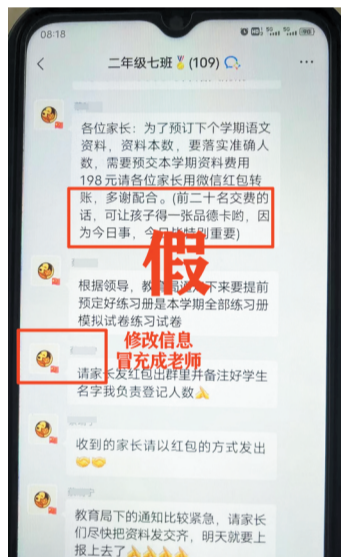 08:18
二年级七班🏅(109)
各位家长：为了预订下个学期语文
资料，资料本数，要落实准确人
数，需要预交本学期资料费用
198元请各位家长用微信红包转
账，多谢配合。(前二十名交费的
话，可让孩子得一张品德卡哟，因
为今日事，今日毕特别重要)
假
根据领导，教育局
下来要提前
预定好练习册是本学期全部练习册
模拟试卷练习试卷
修改信息
冒充成老师
请家长发红包出群里并备注好学生
名字我负责登记人数👍
收到的家长请以红包的方式发出
教育局下的通知比较紧急，请家长
们尽快把资料发交齐，明天就要上
报上去了👍👍👍👍